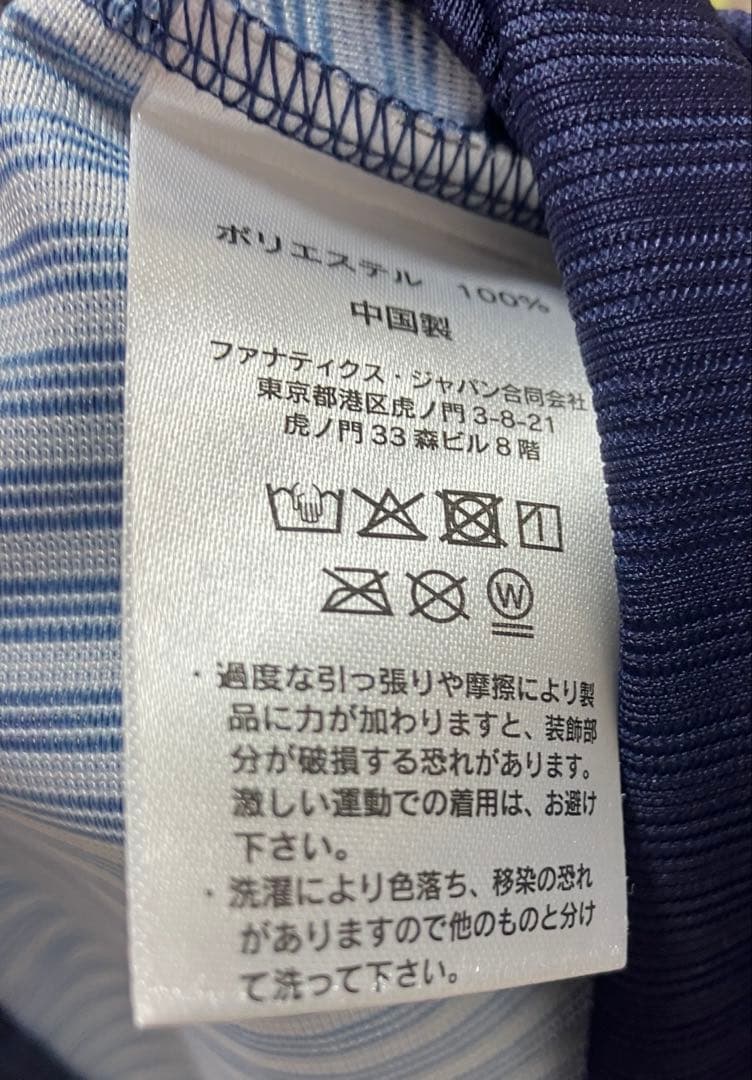 ポリエステル 100%
中国製
ファナティクス・ジャパン合同会社
東京都港区虎ノ門 3-8-21
虎ノ門 33 森ビル 8 階
W
・過度な引っ張りや摩擦により製
品に力が加わりますと、装飾部
分が破損する恐れがあります。
激しい運動での着用は、お避け
下さい。
・洗濯により色落ち、移染の恐れ
がありますので他のものと分け
て洗って下さい。